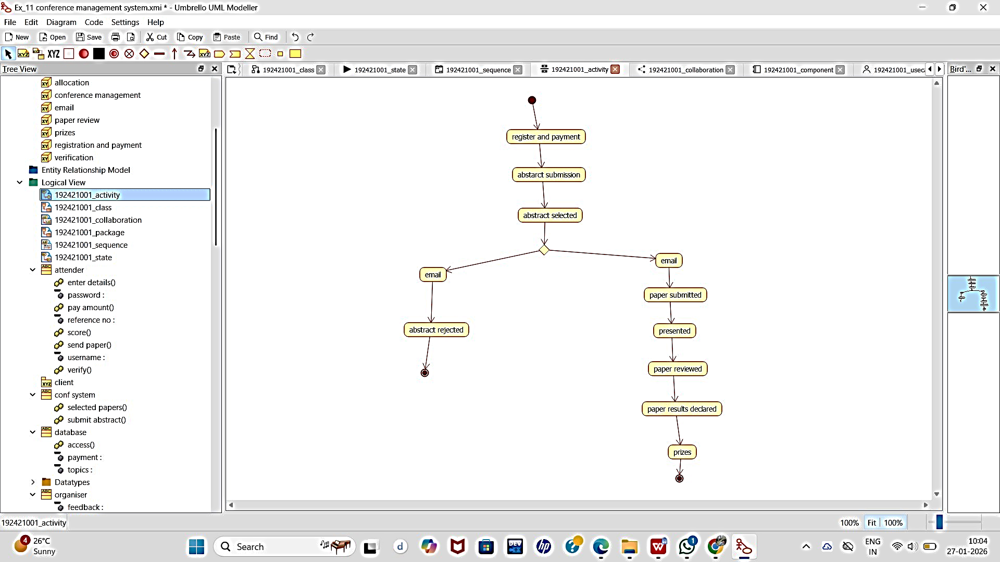 Ex_11 conference management system.xmi * - Umbrello UML Modeller
File Edit Diagram Code Settings Help
New Open Save Cut Copy Paste Find
XYZ
Tree View
192421001_class 192421001_state 192421001_sequence 192421001_activity 192421001_collaboration 192421001_component 192421001_useca
Bird'...
allocation
conference management
email
paper review
prizes
registration and payment
verification
Entity Relationship Model
Logical View
192421001_activity
192421001_class
192421001_collaboration
192421001_package
192421001_sequence
192421001_state
attender
enter details()
password :
pay amount()
reference no :
score()
send paper()
username :
verify()
client
conf system
selected papers()
submit abstract()
database
access()
payment :
topics :
Datatypes
organiser
feedback :
register and payment
abstarct submission
abstract selected
email
abstract rejected
email
paper submitted
presented
paper reviewed
paper results declared
prizes
192421001_activity
100% Fit 100%
4 26°C
Sunny
Search
ENG
IN
10:04
27-01-2026